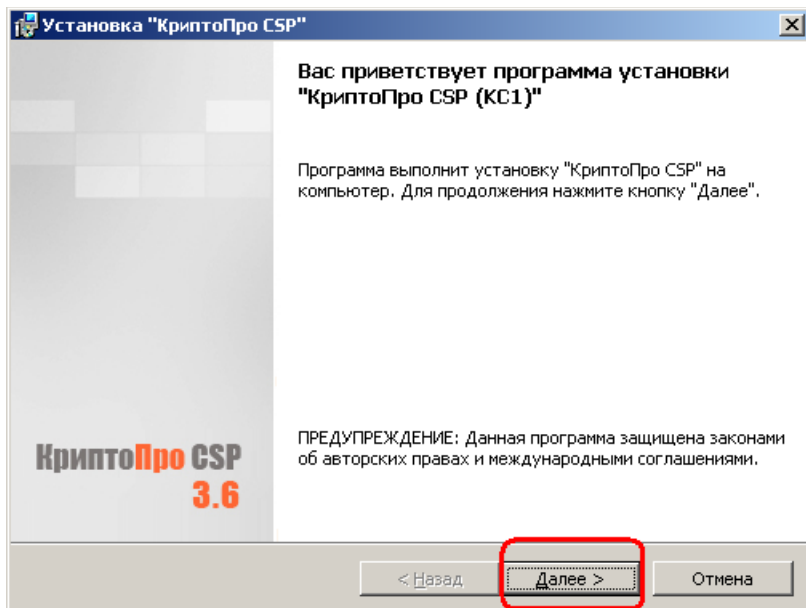 Установка "КриптоПро CSP"
Вас приветствует программа установки
"КриптоПро CSP (KC1)"
Программа выполнит установку "КриптоПро CSP" на
компьютер. Для продолжения нажмите кнопку "Далее".
ПРЕДУПРЕЖДЕНИЕ: Данная программа защищена законами
об авторских правах и международными соглашениями.
КриптоПро CSP
3.6
< Назад
Далее >
Отмена